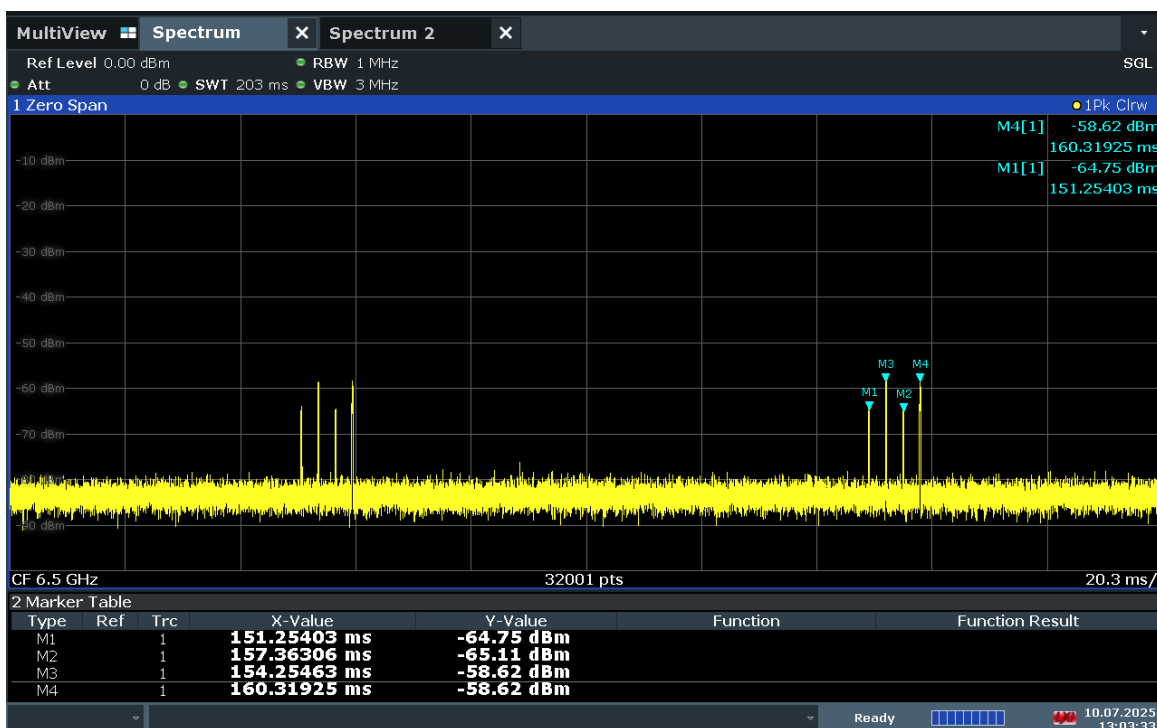 MultiView Spectrum X Spectrum 2 X
Ref Level 0.00 dBm RBW 1 MHz SGL
Att 0 dB SWT 203 ms VBW 3 MHz
1 Zero Span 1Pk Clrw
M4[1] -58.62 dBm
160.31925 ms
M1[1] -64.75 dBm
151.25403 ms
-10 dBm
-20 dBm
-30 dBm
-40 dBm
-50 dBm
M3 M4
-60 dBm
M1 M2
-70 dBm
-90 dBm
CF 6.5 GHz 32001 pts 20.3 ms/
2 Marker Table
Type Ref Trc X-Value Y-Value Function Function Result
M1 1 151.25403 ms -64.75 dBm
M2 1 157.36306 ms -65.11 dBm
M3 1 154.25463 ms -58.62 dBm
M4 1 160.31925 ms -58.62 dBm
Ready 10.07.2025
13:03:33